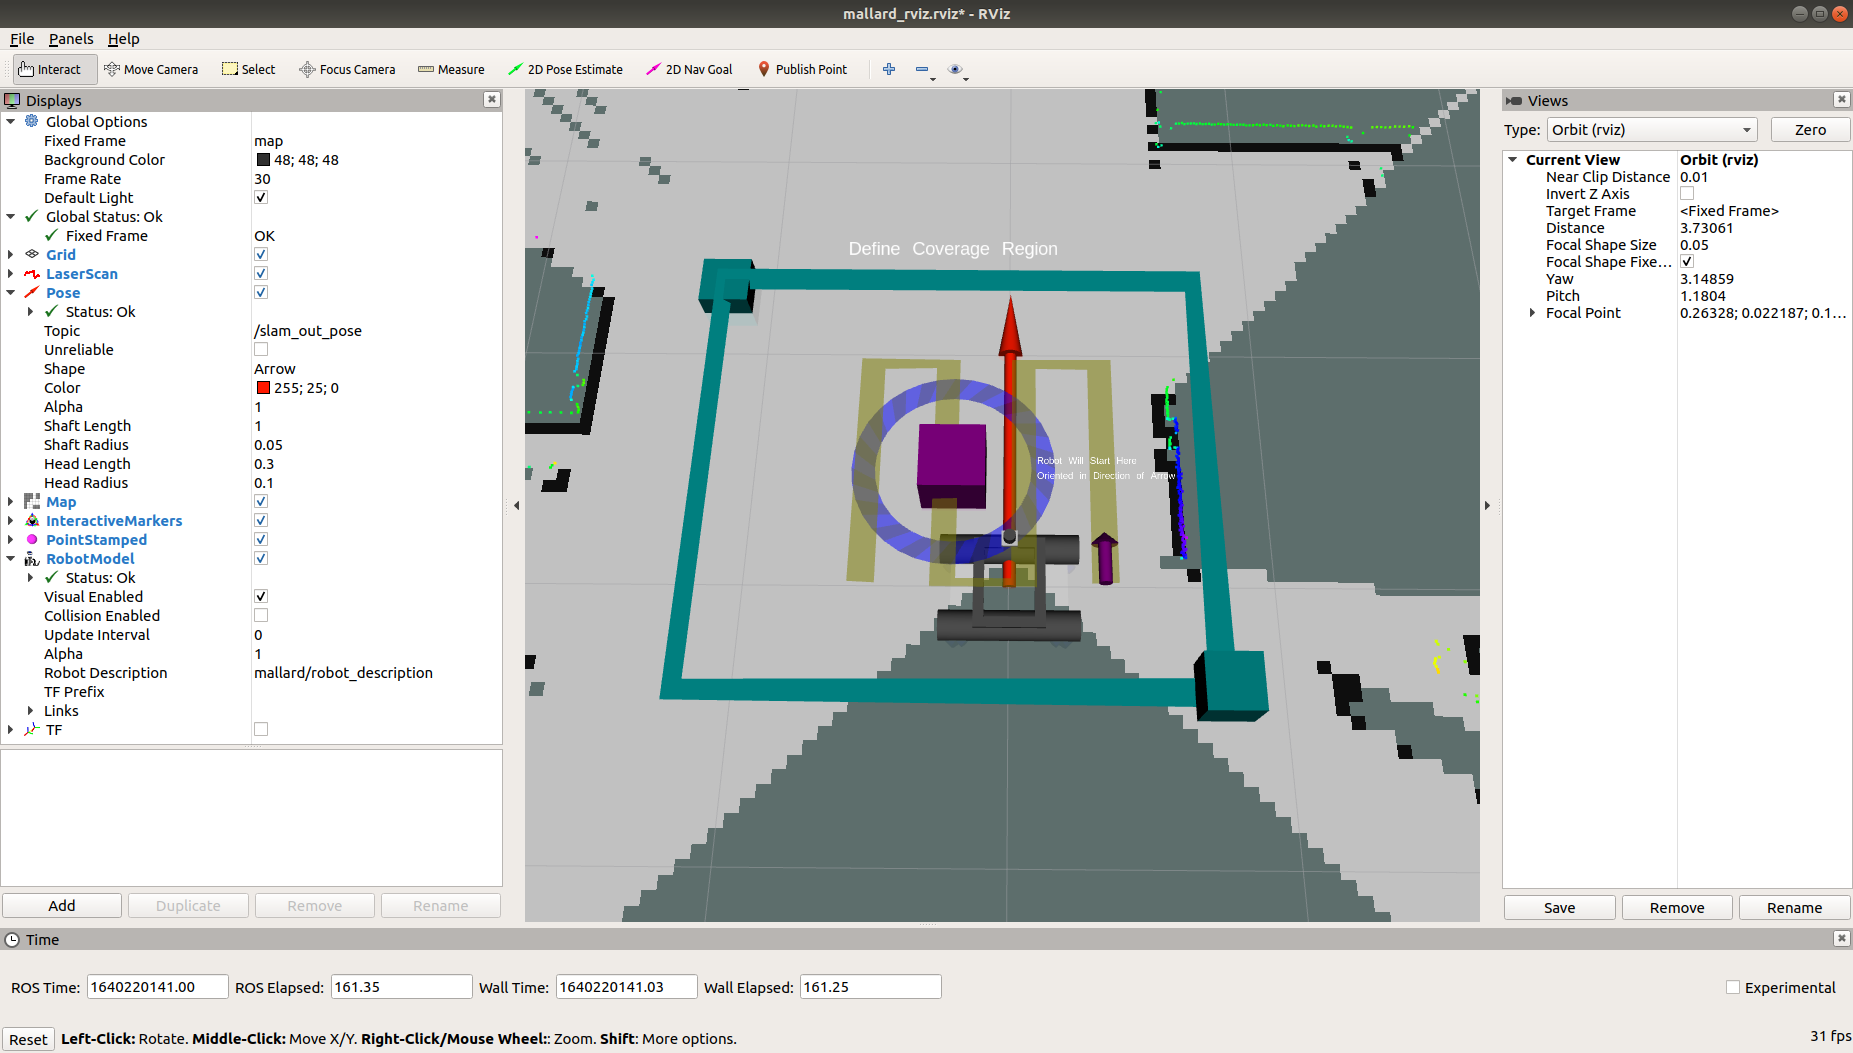 mallard_rviz.rviz* - RViz
File Panels Help
Interact Move Camera Select Focus Camera Measure 2D Pose Estimate 2D Nav Goal Publish Point
Displays
Global Options
Fixed Frame map
Background Color 48; 48; 48
Frame Rate 30
Default Light
Global Status: Ok
Fixed Frame OK
Grid
LaserScan
Pose
Status: Ok
Topic /slam_out_pose
Unreliable
Shape Arrow
Color 255; 25; 0
Alpha 1
Shaft Length 1
Shaft Radius 0.05
Head Length 0.3
Head Radius 0.1
Map
InteractiveMarkers
PointStamped
RobotModel
Status: Ok
Visual Enabled
Collision Enabled
Update Interval 0
Alpha 1
Robot Description mallard/robot_description
TF Prefix
Links
TF
Add Duplicate Remove Rename
Define Coverage Region
Robot Will Start Here
Oriented in Direction of Arrow
Views
Type: Orbit (rviz) Zero
Current View Orbit (rviz)
Near Clip Distance 0.01
Invert Z Axis
Target Frame <Fixed Frame>
Distance 3.73061
Focal Shape Size 0.05
Focal Shape Fixe...
Yaw 3.14859
Pitch 1.1804
Focal Point 0.26328; 0.022187; 0.1...
Save Remove Rename
Time
ROS Time: 1640220141.00 ROS Elapsed: 161.35 Wall Time: 1640220141.03 Wall Elapsed: 161.25 Experimental
Reset Left-Click: Rotate. Middle-Click: Move X/Y. Right-Click/Mouse Wheel:: Zoom. Shift: More options. 31 fps